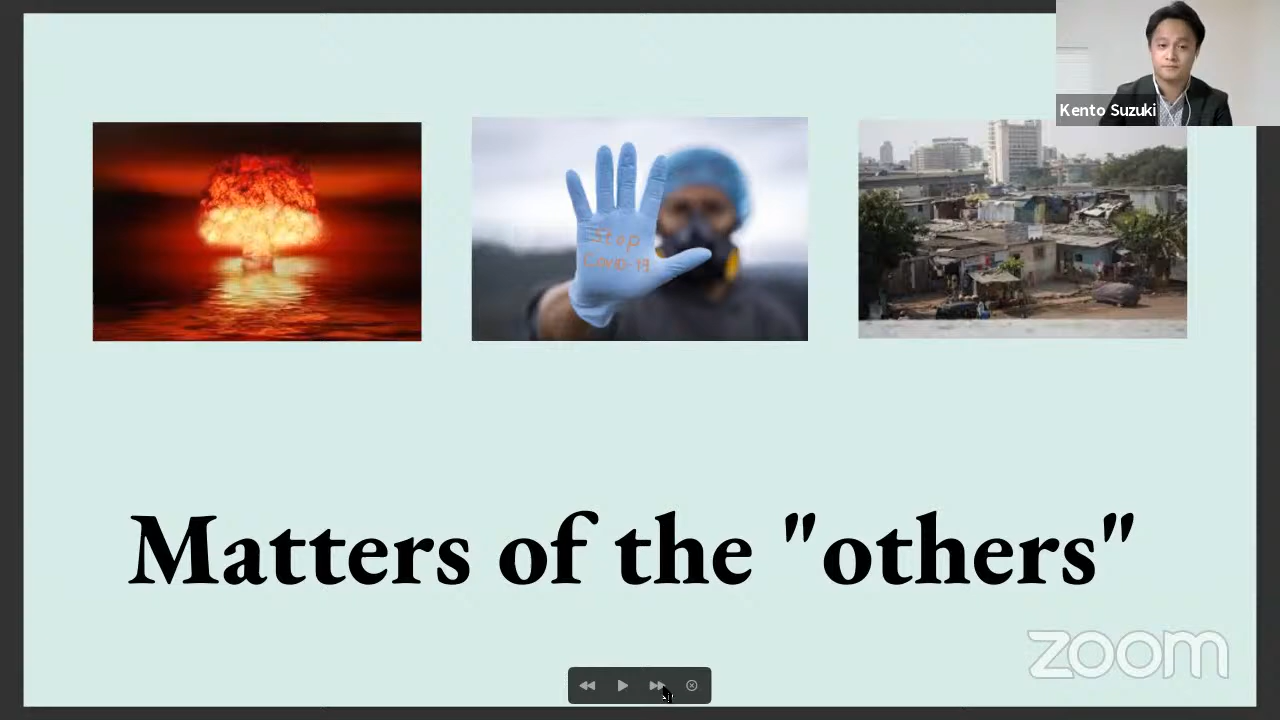 Kento Suzuki
Stop
Covid-19
Matters of the "others"
zoom